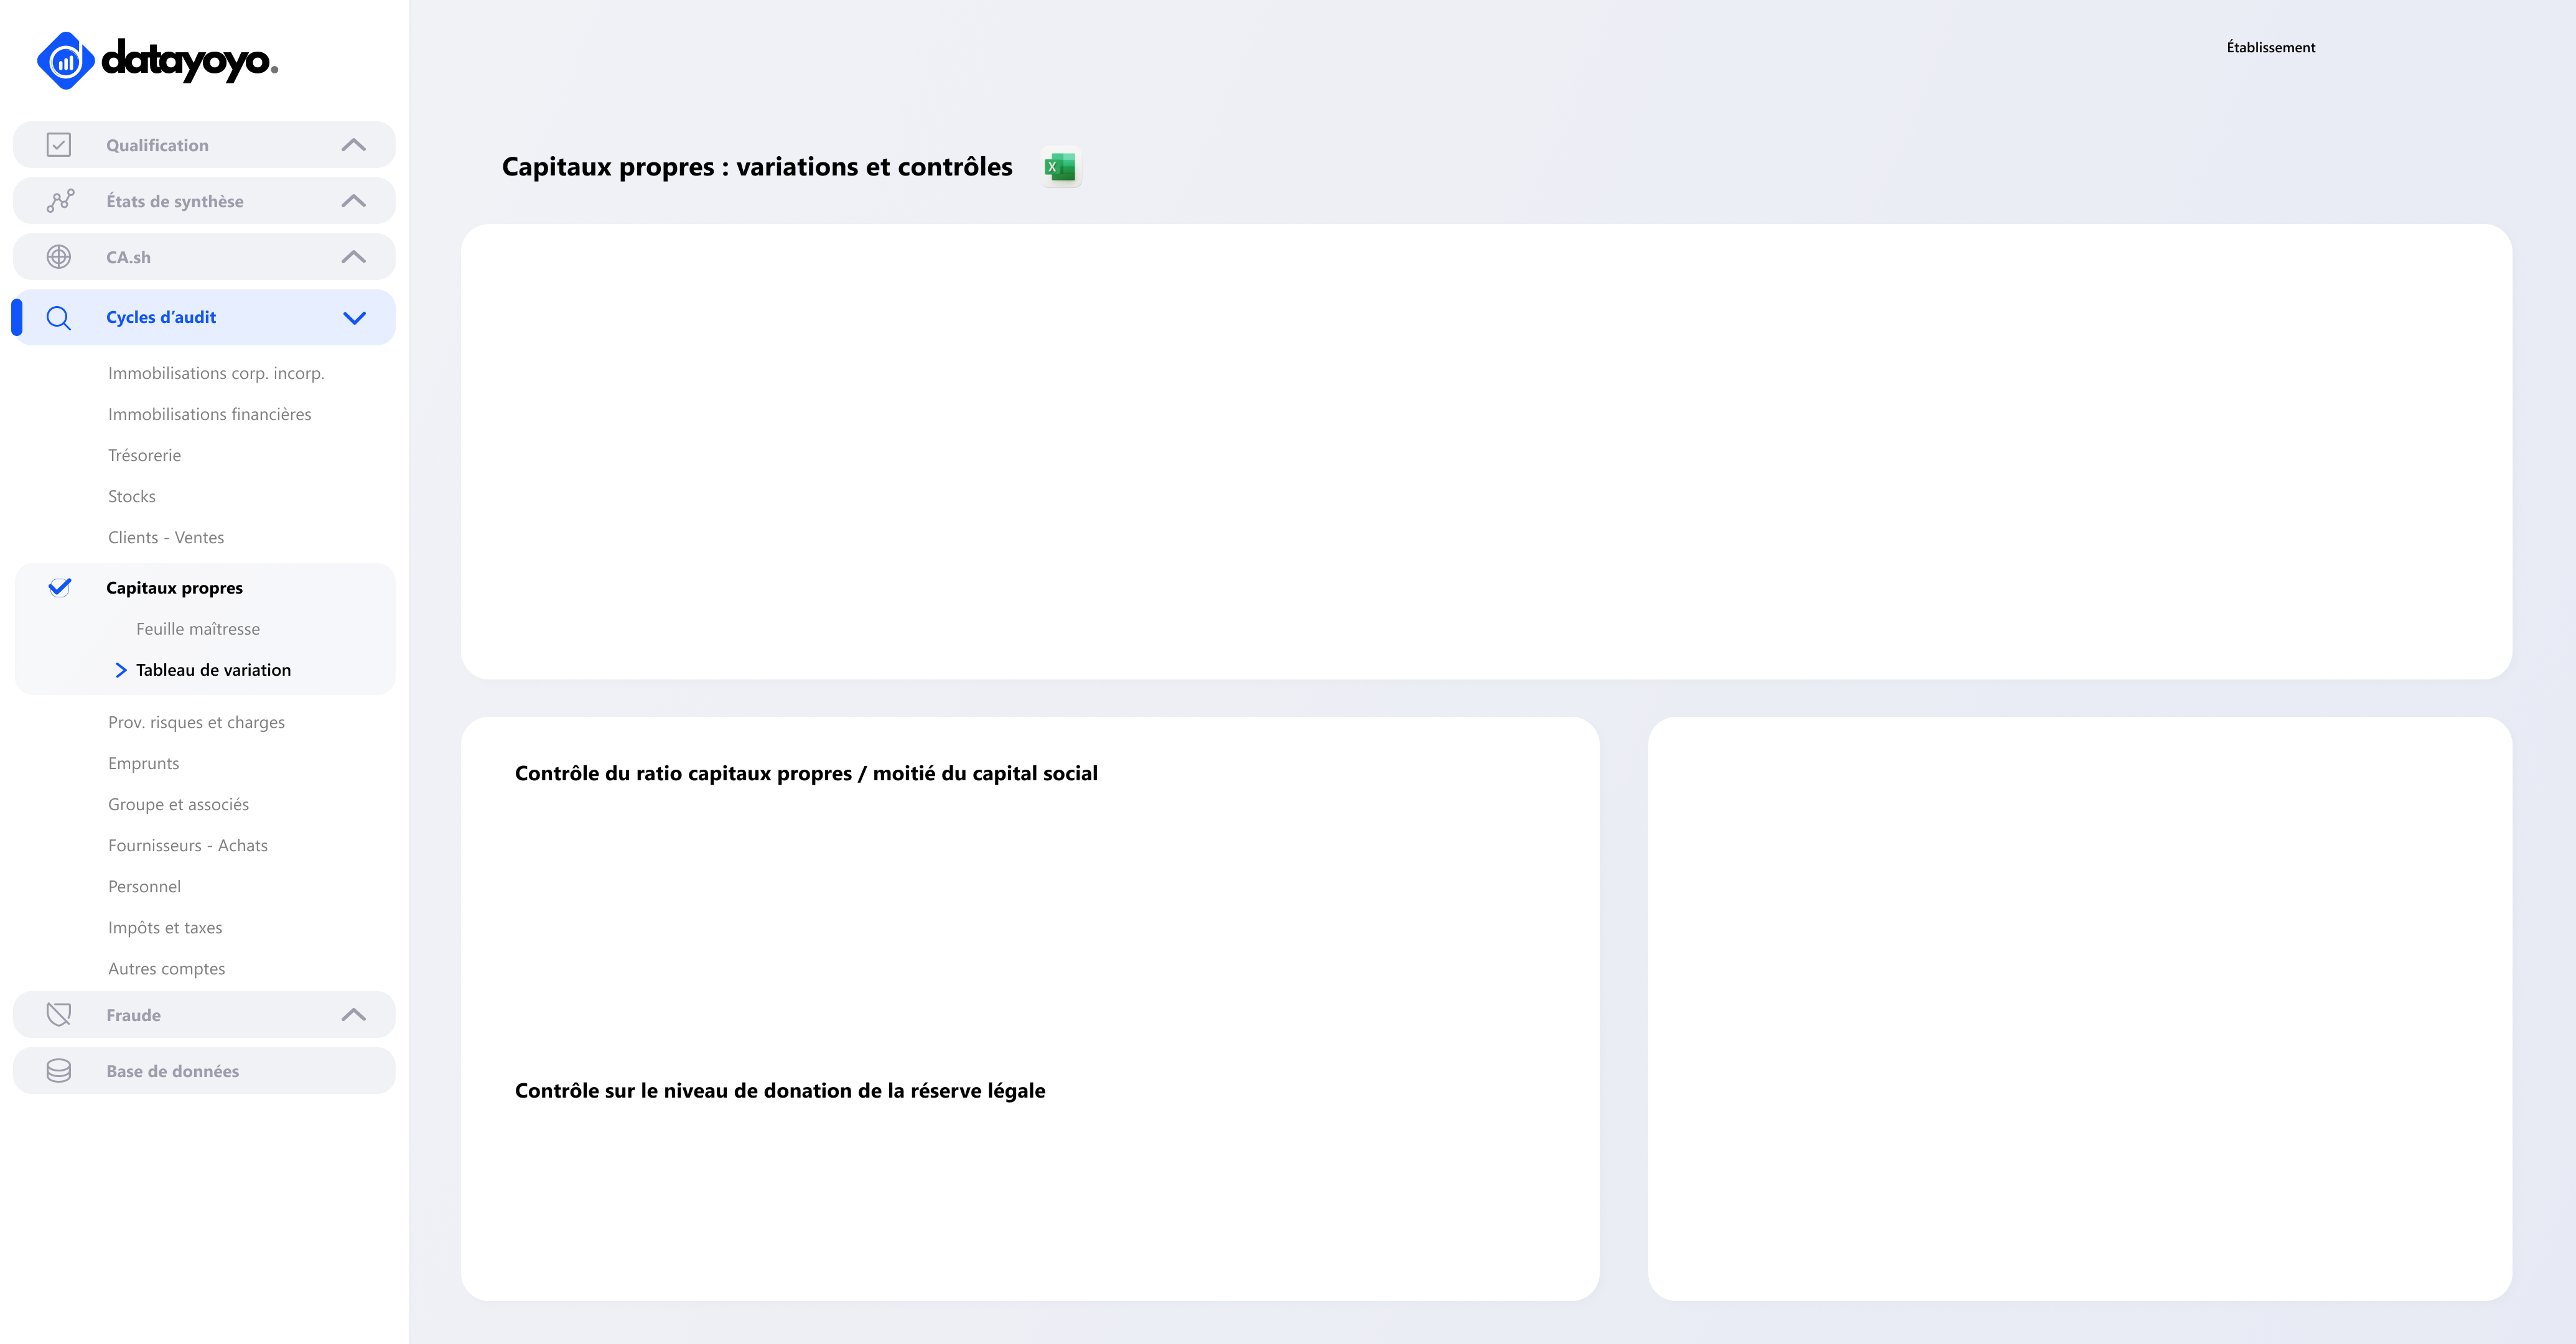 datayoyo.
Établissement
Qualification
États de synthèse
CA.sh
Cycles d'audit
Immobilisations corp. incorp.
Immobilisations financières
Trésorerie
Stocks
Clients - Ventes
Capitaux propres
Feuille maîtresse
Tableau de variation
Prov. risques et charges
Emprunts
Groupe et associés
Fournisseurs - Achats
Personnel
Impôts et taxes
Autres comptes
Fraude
Base de données
Capitaux propres : variations et contrôles
X
Contrôle du ratio capitaux propres / moitié du capital social
Contrôle sur le niveau de donation de la réserve légale